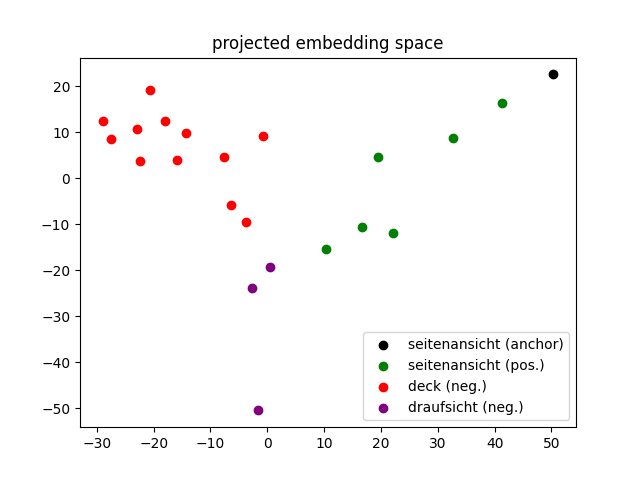 projected embedding space
20
10
0
−10
−20
−30
−40
−50
seitenansicht (anchor)
seitenansicht (pos.)
deck (neg.)
draufsicht (neg.)
−30 −20 −10 0 10 20 30 40 50